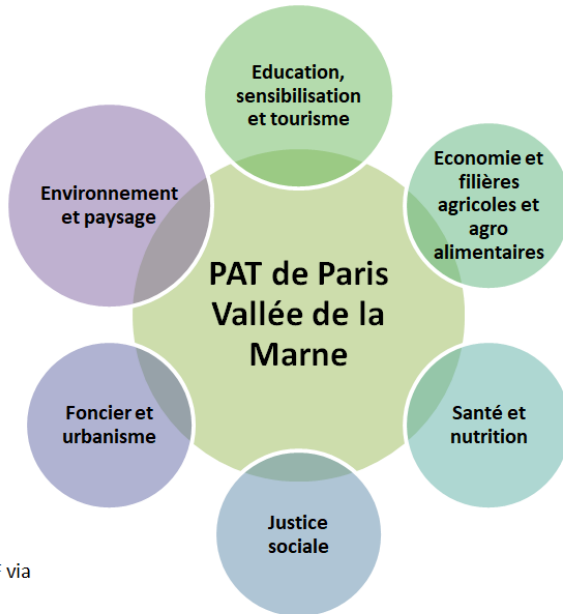 Education,
sensibilisation
et tourisme
Economie et
filières
agricoles et
agro
alimentaires
Environnement
et paysage
PAT de Paris
Vallée de la
Marne
Foncier et
urbanisme
Santé et
nutrition
Justice
sociale
via